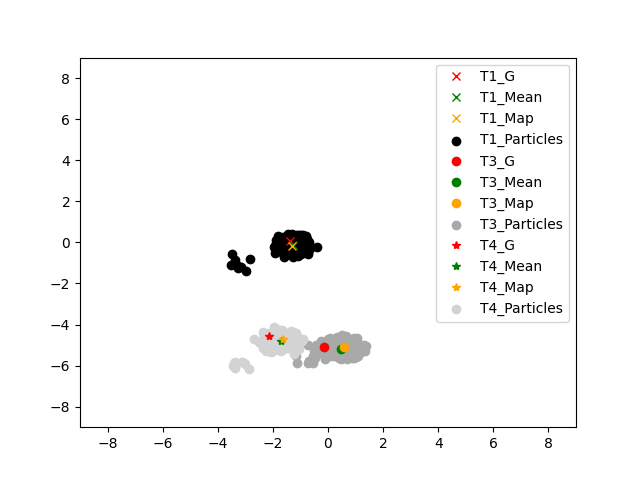 8
6
4
2
0
−2
−4
−6
−8
−8 −6 −4 −2 0 2 4 6 8
T1_G
T1_Mean
T1_Map
T1_Particles
T3_G
T3_Mean
T3_Map
T3_Particles
T4_G
T4_Mean
T4_Map
T4_Particles